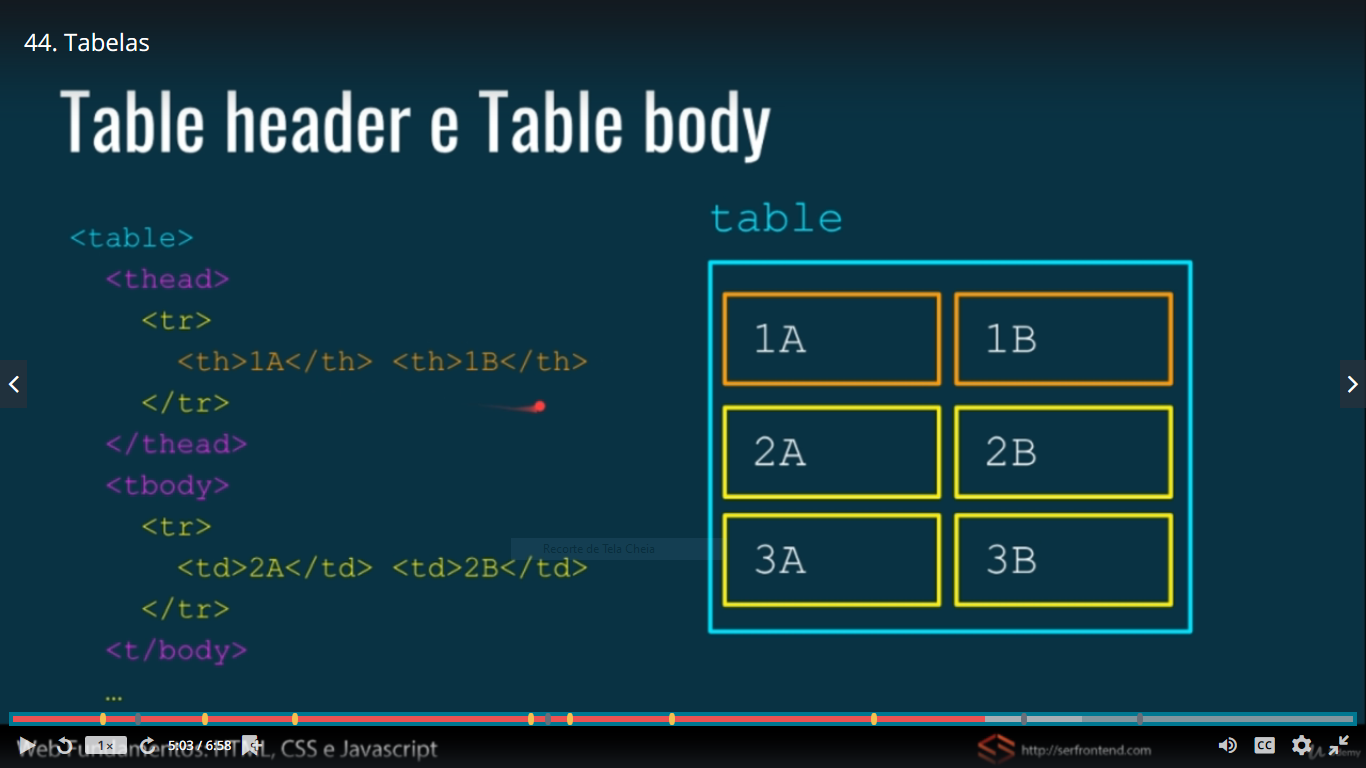 44. Tabelas
Table header e Table body
<table>
<thead>
<tr>
<th>1A</th> <th>1B</th>
</tr>
</thead>
<tbody>
<tr>
<td>2A</td> <td>2B</td>
</tr>
<t/body>
...
table
1A 1B
2A 2B
3A 3B
Recorte de Tela Cheia
1x
5:03 / 6:58
CC
Web Fundamentos: HTML, CSS e Javascript
http://serfrontend.com